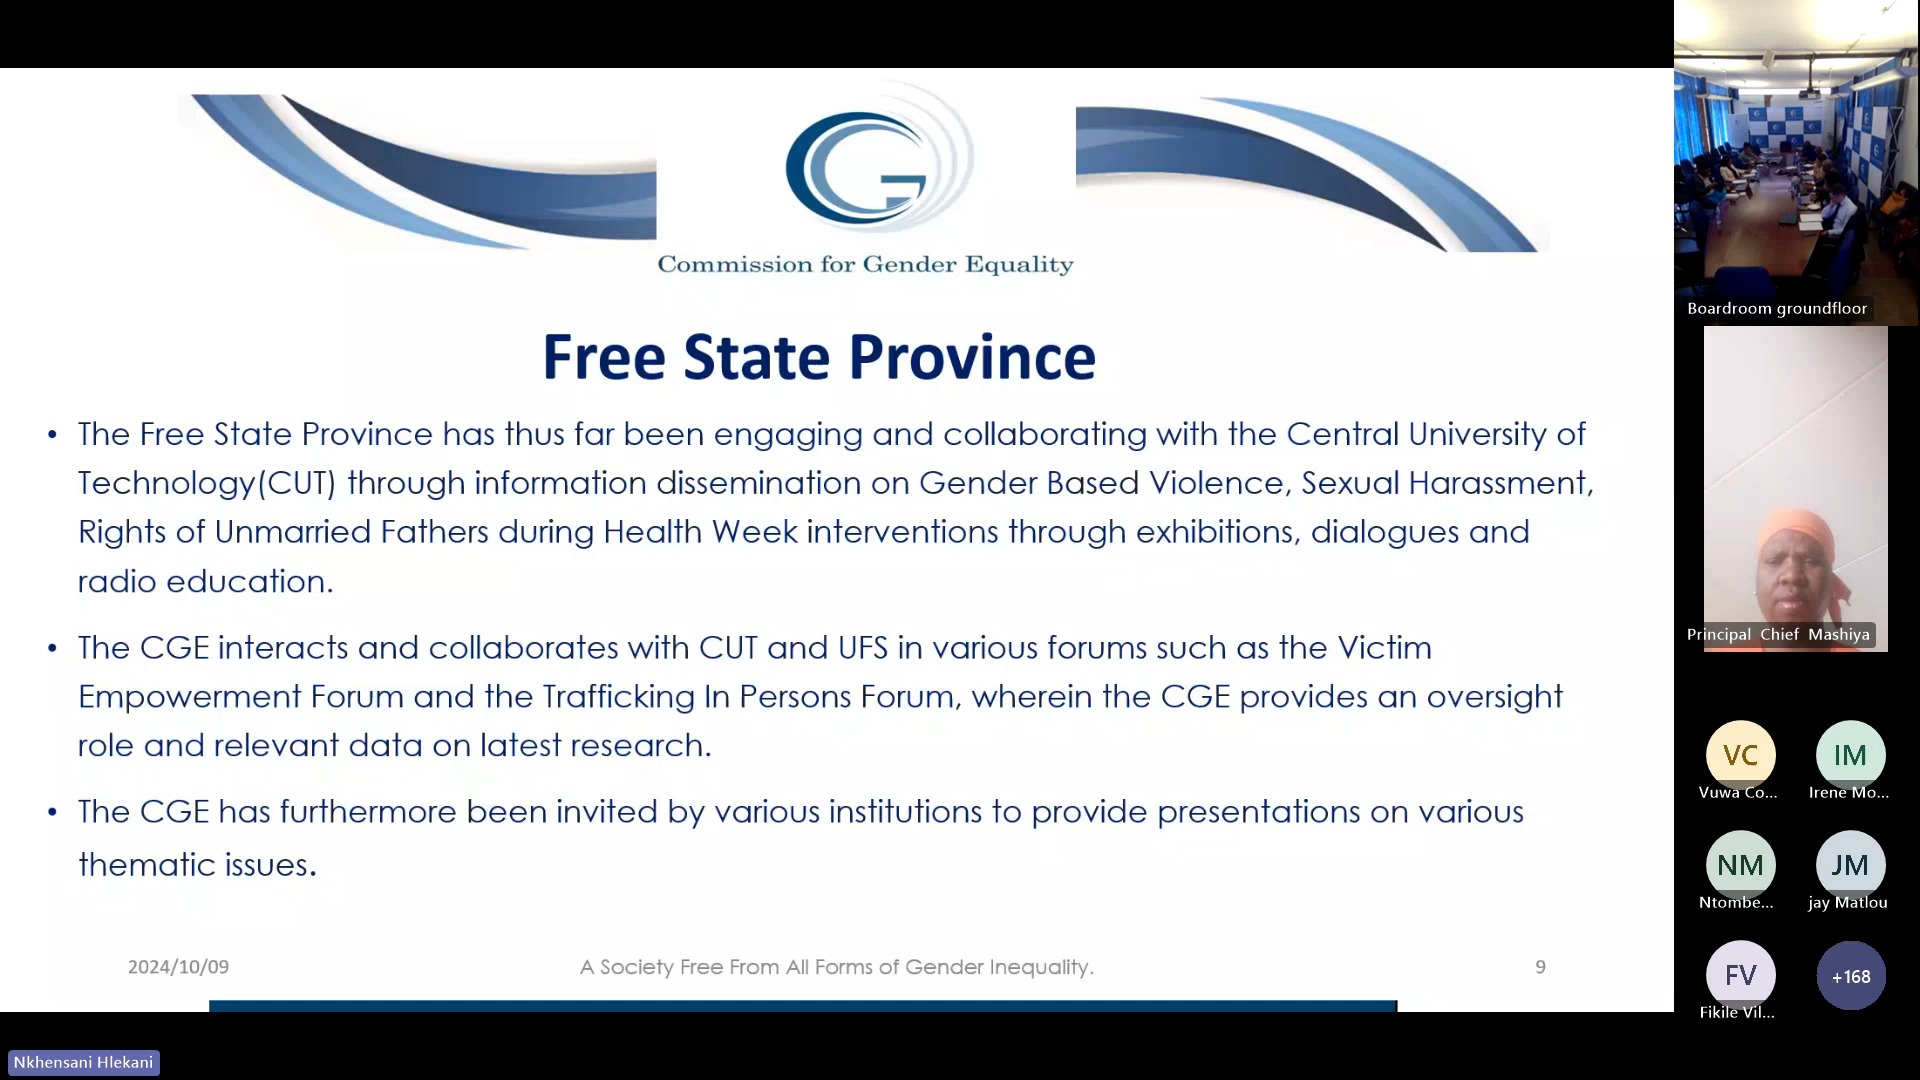 Commission for Gender Equality
Free State Province
• The Free State Province has thus far been engaging and collaborating with the Central University of
Technology(CUT) through information dissemination on Gender Based Violence, Sexual Harassment,
Rights of Unmarried Fathers during Health Week interventions through exhibitions, dialogues and
radio education.
• The CGE interacts and collaborates with CUT and UFS in various forums such as the Victim
Empowerment Forum and the Trafficking In Persons Forum, wherein the CGE provides an oversight
role and relevant data on latest research.
• The CGE has furthermore been invited by various institutions to provide presentations on various
thematic issues.
2024/10/09
A Society Free From All Forms of Gender Inequality.
9
Nkhensani Hlekani
Boardroom groundfloor
Principal Chief Mashiya
VC
Vuwa Co...
IM
Irene Mo...
NM
Ntombe...
JM
jay Matlou
FV
Fikile Vil...
+168